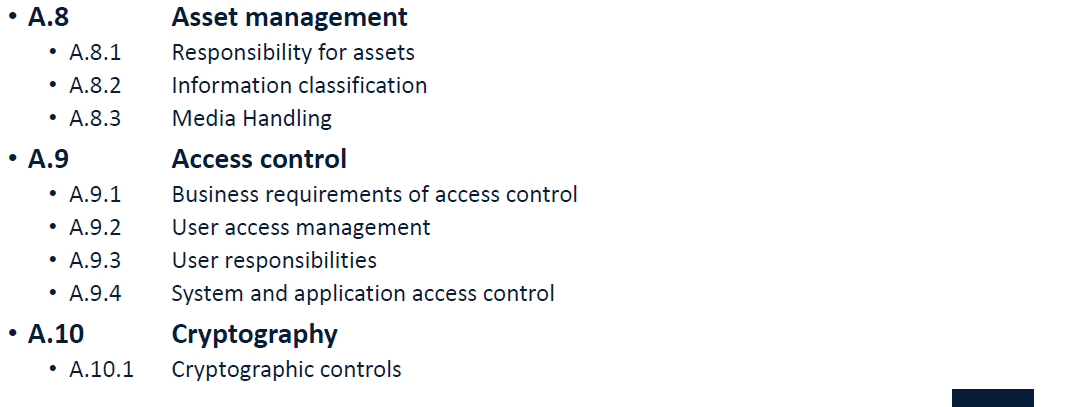 • A.8 Asset management
• A.8.1 Responsibility for assets
• A.8.2 Information classification
• A.8.3 Media Handling
• A.9 Access control
• A.9.1 Business requirements of access control
• A.9.2 User access management
• A.9.3 User responsibilities
• A.9.4 System and application access control
• A.10 Cryptography
• A.10.1 Cryptographic controls